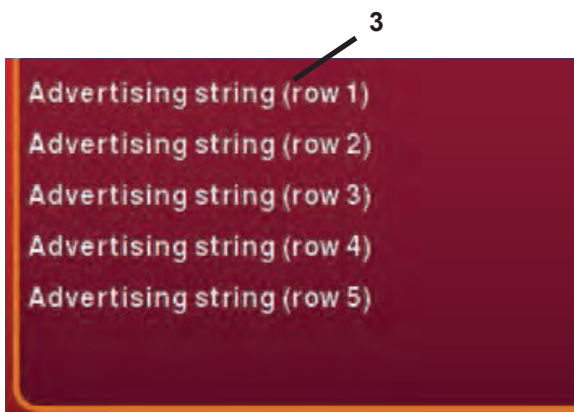 3
Advertising string (row 1)
Advertising string (row 2)
Advertising string (row 3)
Advertising string (row 4)
Advertising string (row 5)